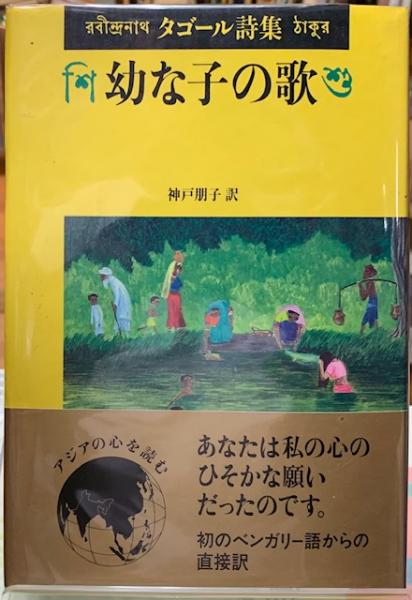 রবীন্দ্রনাথ タゴール詩集 ঠাকুর
শি 幼な子の歌 শু
神戸朋子 訳
アジアの心を読む
あなたは私の心の
ひそかな願い
だったのです。
初のベンガリー語からの
直接訳